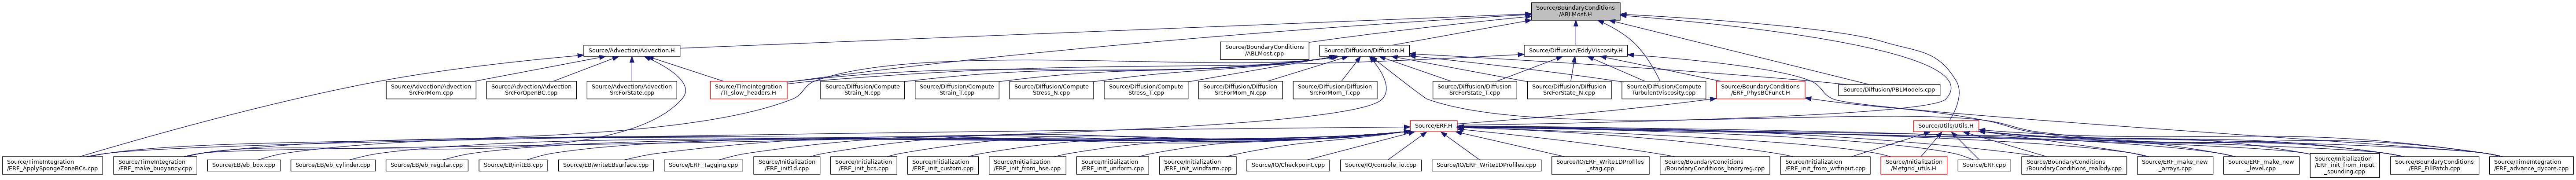 Source/BoundaryConditions
/ABLMost.H
Source/Advection/Advection.H
Source/BoundaryConditions
/ABLMost.cpp
Source/Diffusion/Diffusion.H
Source/Diffusion/EddyViscosity.H
Source/Advection/Advection
SrcForMom.cpp
Source/Advection/Advection
SrcForOpenBC.cpp
Source/Advection/Advection
SrcForState.cpp
Source/TimeIntegration
/TI_slow_headers.H
Source/Diffusion/Compute
Strain_N.cpp
Source/Diffusion/Compute
Strain_T.cpp
Source/Diffusion/Compute
Stress_N.cpp
Source/Diffusion/Compute
Stress_T.cpp
Source/Diffusion/Diffusion
SrcForMom_N.cpp
Source/Diffusion/Diffusion
SrcForMom_T.cpp
Source/Diffusion/Diffusion
SrcForState_T.cpp
Source/Diffusion/Diffusion
SrcForState_N.cpp
Source/Diffusion/Compute
TurbulentViscosity.cpp
Source/BoundaryConditions
/ERF_PhysBCFunct.H
Source/Diffusion/PBLModels.cpp
Source/ERF.H
Source/Utils/Utils.H
Source/TimeIntegration
/ERF_ApplySpongeZoneBCs.cpp
Source/TimeIntegration
/ERF_make_buoyancy.cpp
Source/EB/eb_box.cpp
Source/EB/eb_cylinder.cpp
Source/EB/eb_regular.cpp
Source/EB/initEB.cpp
Source/EB/writeEBsurface.cpp
Source/ERF_Tagging.cpp
Source/Initialization
/ERF_init1d.cpp
Source/Initialization
/ERF_init_bcs.cpp
Source/Initialization
/ERF_init_custom.cpp
Source/Initialization
/ERF_init_from_hse.cpp
Source/Initialization
/ERF_init_uniform.cpp
Source/Initialization
/ERF_init_windfarm.cpp
Source/IO/Checkpoint.cpp
Source/IO/console_io.cpp
Source/IO/ERF_Write1DProfiles.cpp
Source/IO/ERF_Write1DProfiles
_stag.cpp
Source/BoundaryConditions
/BoundaryConditions_bndryreg.cpp
Source/Initialization
/ERF_init_from_wrfinput.cpp
Source/Initialization
/Metgrid_utils.H
Source/ERF.cpp
Source/BoundaryConditions
/BoundaryConditions_realbdy.cpp
Source/ERF_make_new
_arrays.cpp
Source/ERF_make_new
_level.cpp
Source/Initialization
/ERF_init_from_input
_sounding.cpp
Source/BoundaryConditions
/ERF_FillPatch.cpp
Source/TimeIntegration
/ERF_advance_dycore.cpp